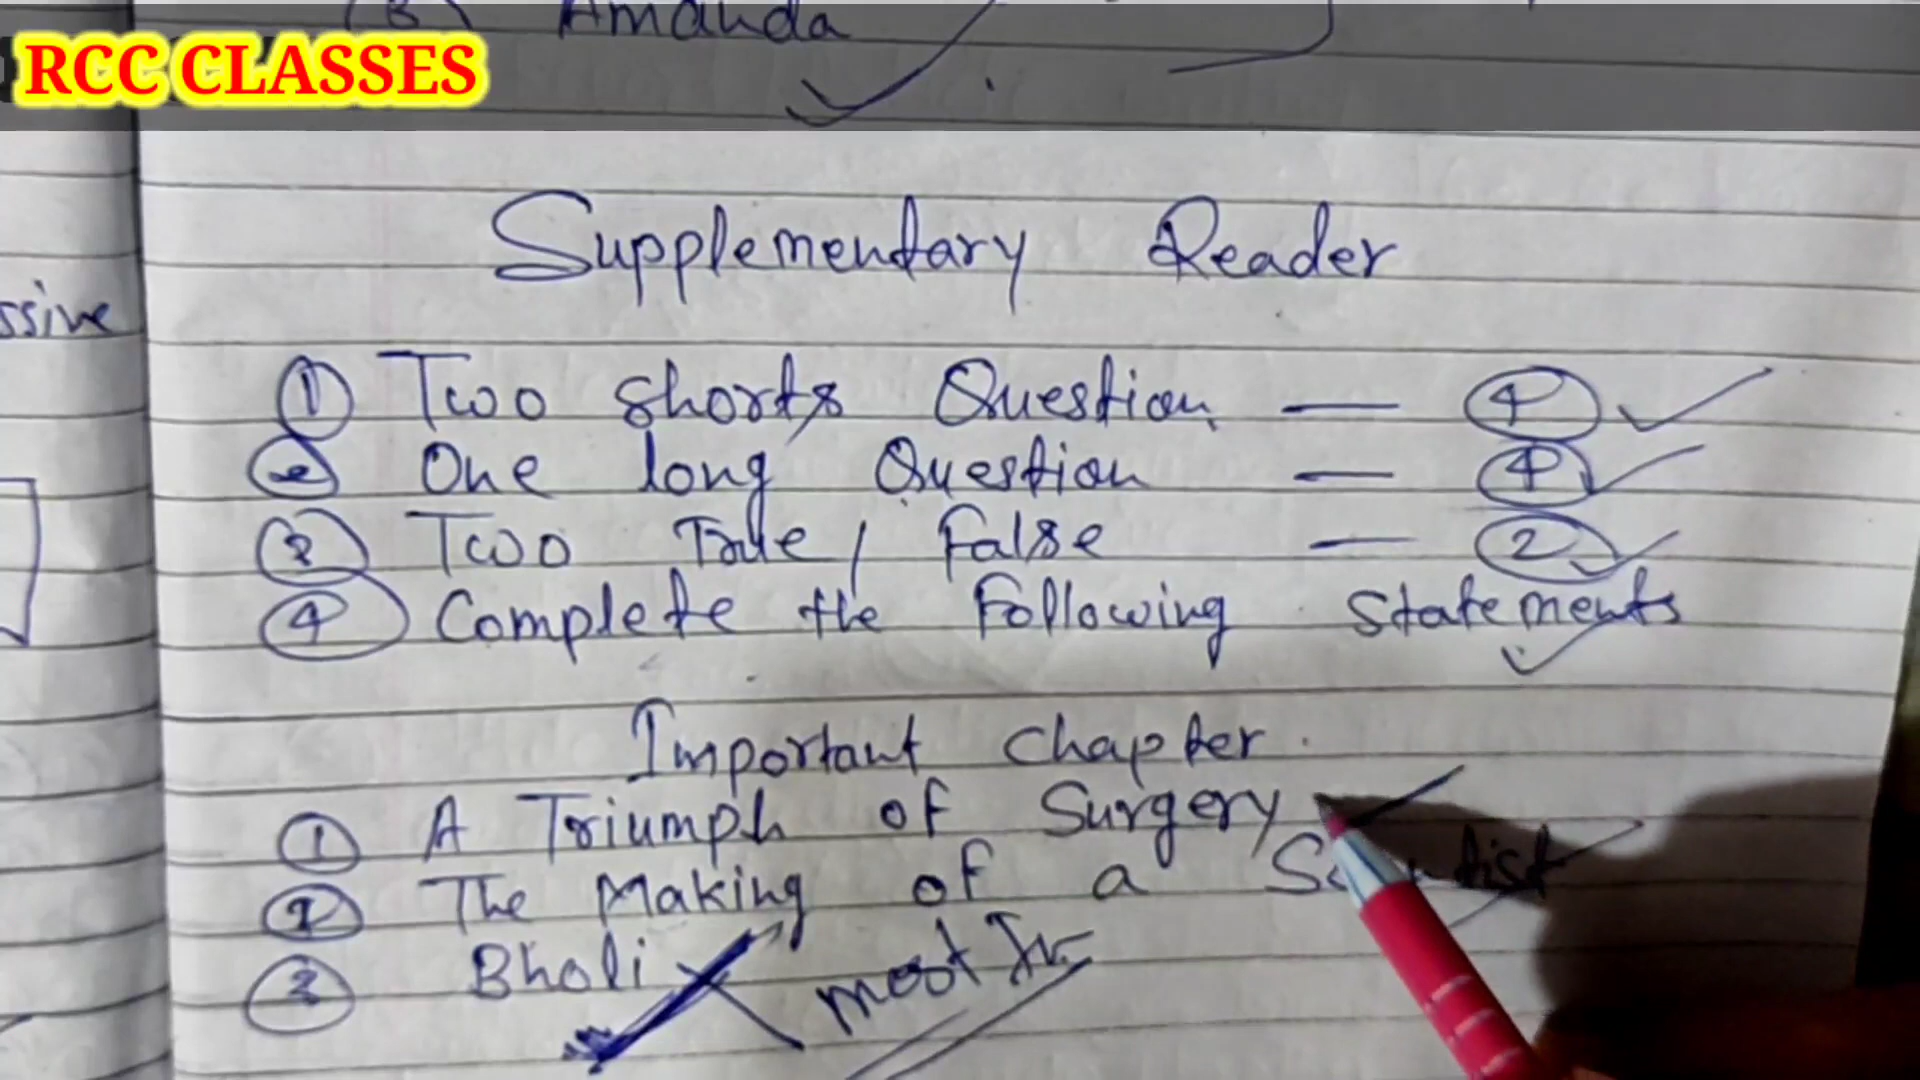 (B) Amanda
RCC CLASSES
Supplementary Reader
ssive
① Two shorts Question — ④
② One long Question — ④
③ Two True / False — ②
④ Complete the Following Statements
Important Chapter.
① A Triumph of Surgery
② The Making of a
③ Bholi most